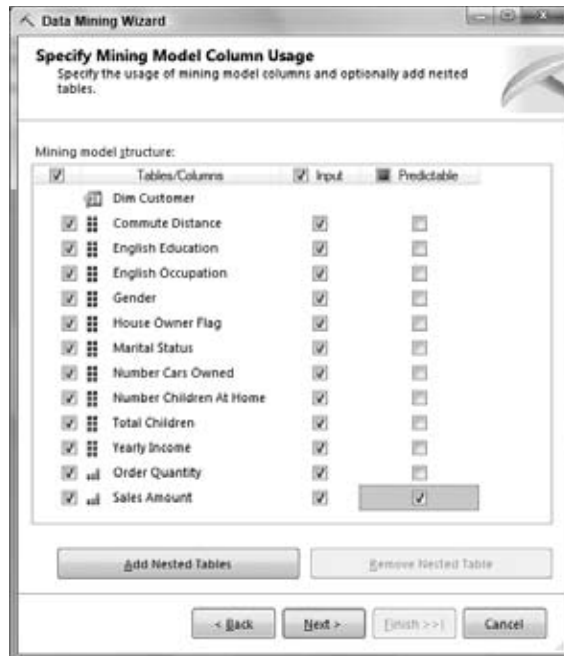 Data Mining Wizard
Specify Mining Model Column Usage
Specify the usage of mining model columns and optionally add nested
tables.
Mining model structure:
Tables/Columns Input Predictable
Dim Customer
Commute Distance
English Education
English Occupation
Gender
House Owner Flag
Marital Status
Number Cars Owned
Number Children At Home
Total Children
Yearly Income
Order Quantity
Sales Amount
Add Nested Tables Remove Nested Table
< Back Next > Finish >>| Cancel